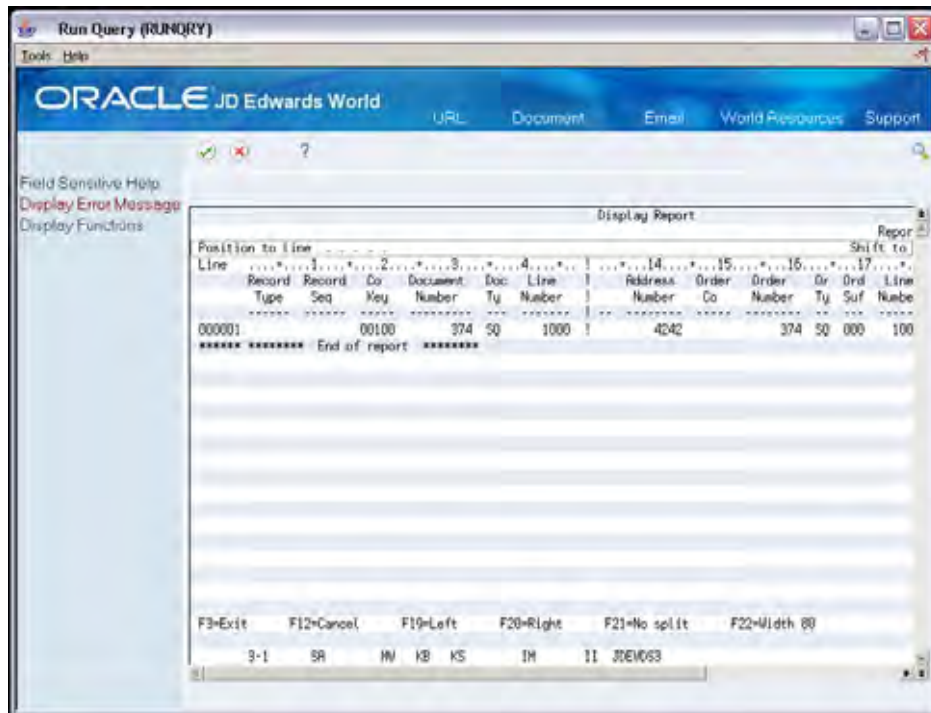 Run Query (RUNQRY)
Tools Help
ORACLE JD Edwards World
URL Document Email World Resources Support
?
Field Sensitive Help
Display Error Message
Display Functions
Display Report
Repor
Position to line . . . . .
Shift to
Line ....*....1....*....2....*....3....*....4....*.. ! ...*...14....*...15....*...16....*...17....*.
Record Record Co Document Doc Line ! Address Order Order Or Ord Line
Type Seq Key Number Ty Number ! Number Co Number Ty Suf Numbe
000001 00100 374 SQ 1000 ! 4242 374 SQ 000 100
****** ******** End of report ********
F3=Exit F12=Cancel F19=Left F20=Right F21=No split F22=Width 80
9-1 SA MW KB KS IM II